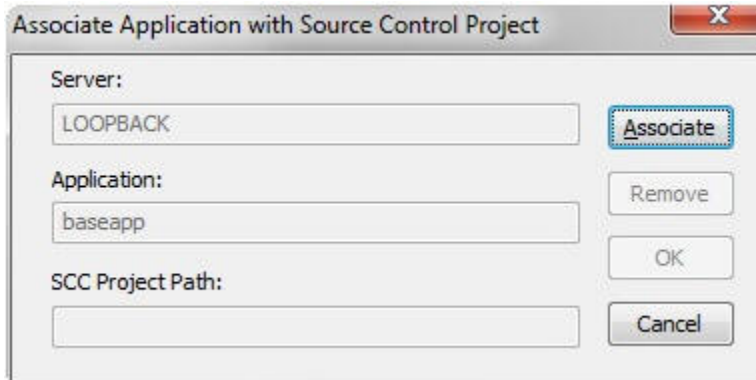 Associate Application with Source Control Project
Server:
LOOPBACK
Associate
Application:
Remove
baseapp
OK
SCC Project Path:
Cancel